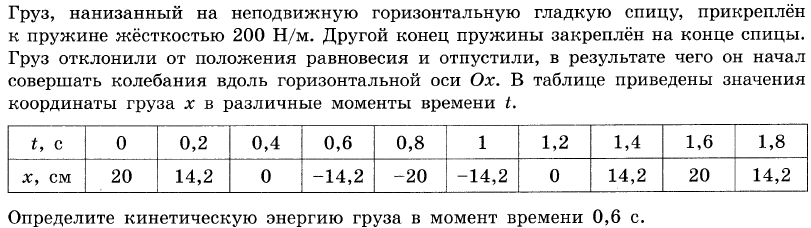 Груз, нанизанный на неподвижную горизонтальную гладкую спицу, прикреплён
к пружине жёсткостью 200 Н/м. Другой конец пружины закреплён на конце спицы.
Груз отклонили от положения равновесия и отпустили, в результате чего он начал
совершать колебания вдоль горизонтальной оси Ox. В таблице приведены значения
координаты груза x в различные моменты времени t.
t, с 0 0,2 0,4 0,6 0,8 1 1,2 1,4 1,6 1,8
x, см 20 14,2 0 −14,2 −20 −14,2 0 14,2 20 14,2
Определите кинетическую энергию груза в момент времени 0,6 с.